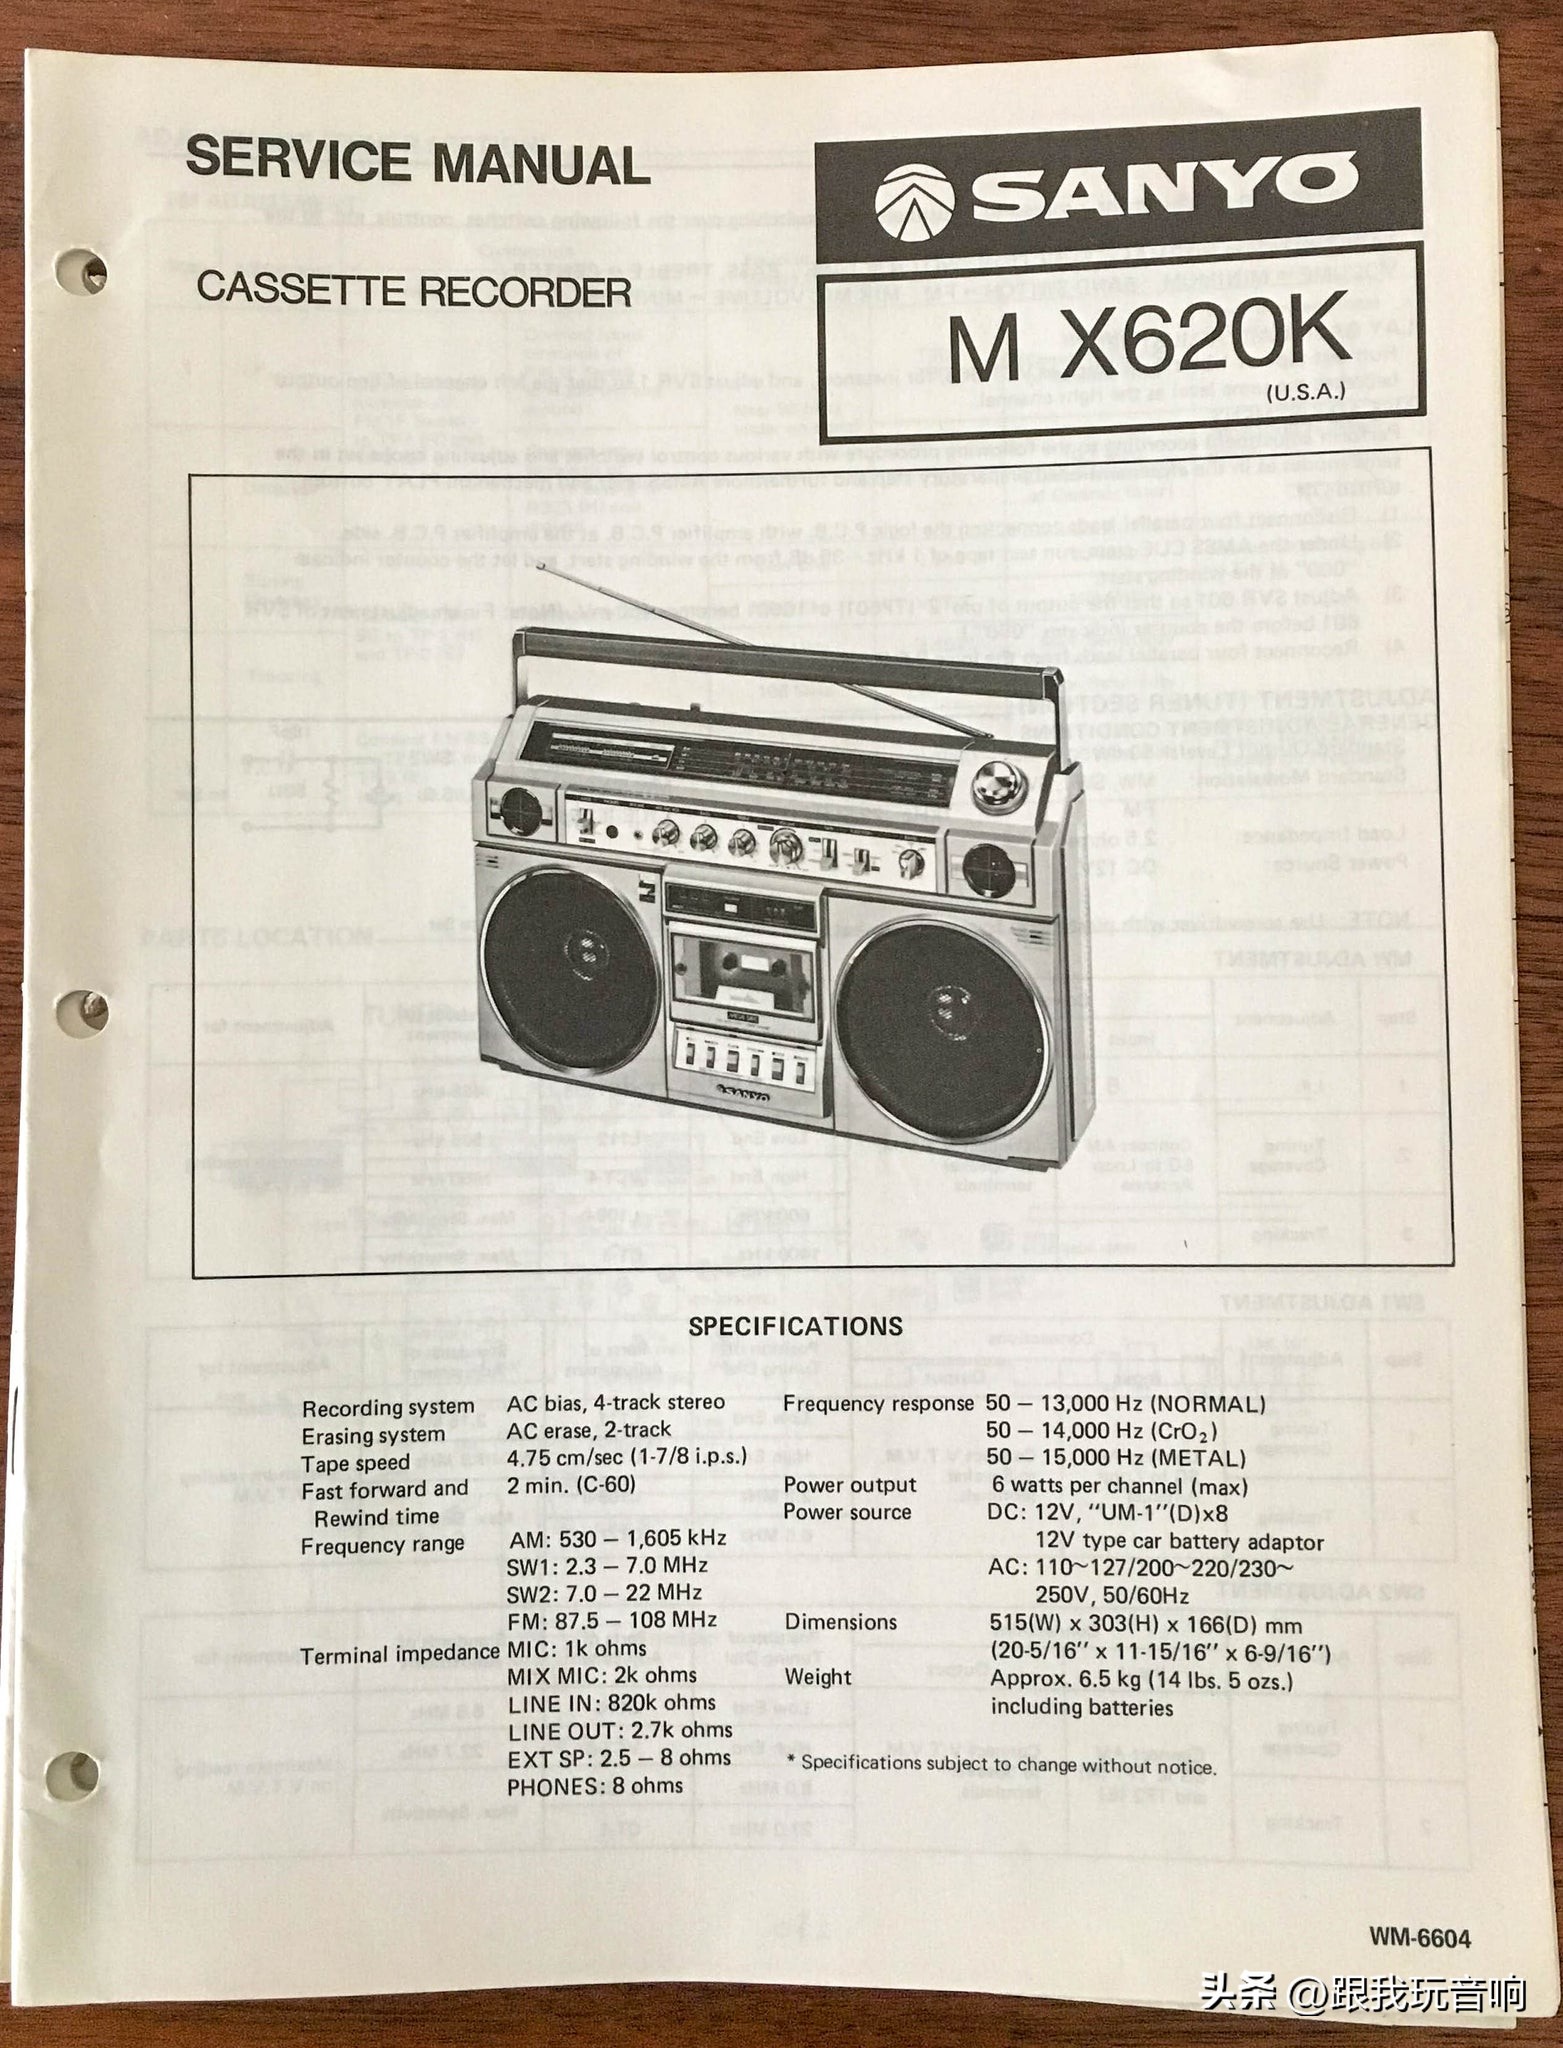 SERVICE MANUAL
SANYO
CASSETTE RECORDER
M X620K
(U.S.A.)
SANYO
SPECIFICATIONS
Recording system AC bias, 4-track stereo
Erasing system AC erase, 2-track
Tape speed 4.75 cm/sec (1-7/8 i.p.s.)
Fast forward and 2 min. (C-60)
Rewind time
Frequency range AM: 530 – 1,605 kHz
SW1: 2.3 – 7.0 MHz
SW2: 7.0 – 22 MHz
FM: 87.5 – 108 MHz
Terminal impedance MIC: 1k ohms
MIX MIC: 2k ohms
LINE IN: 820k ohms
LINE OUT: 2.7k ohms
EXT SP: 2.5 – 8 ohms
PHONES: 8 ohms
Frequency response 50 – 13,000 Hz (NORMAL)
50 – 14,000 Hz (CrO₂)
50 – 15,000 Hz (METAL)
Power output 6 watts per channel (max)
Power source DC: 12V, “UM-1”(D)x8
12V type car battery adaptor
AC: 110~127/200~220/230~
250V, 50/60Hz
Dimensions 515(W) x 303(H) x 166(D) mm
(20-5/16’’ x 11-15/16’’ x 6-9/16’’)
Weight Approx. 6.5 kg (14 lbs. 5 ozs.)
including batteries
* Specifications subject to change without notice.
WM-6604
头条 @跟我玩音响